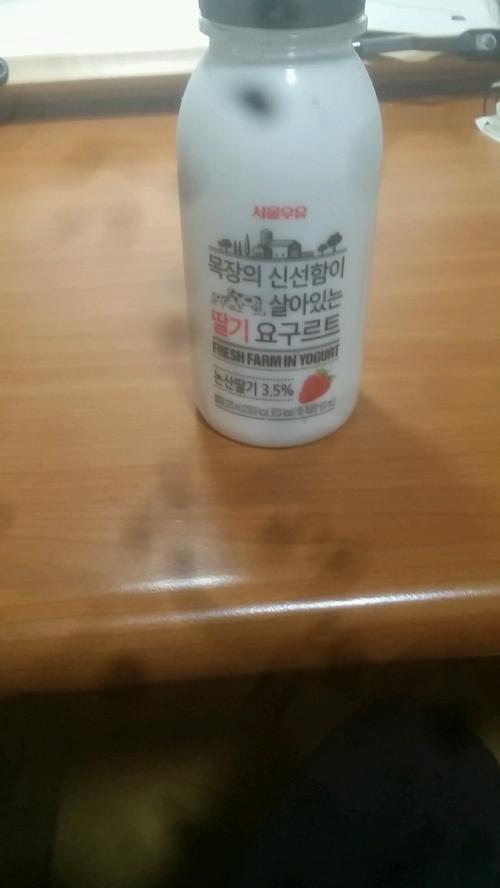 서울우유
목장의 신선함이
살아있는
딸기 요구르트
FRESH FARM IN YOGURT
논산딸기 3.5%